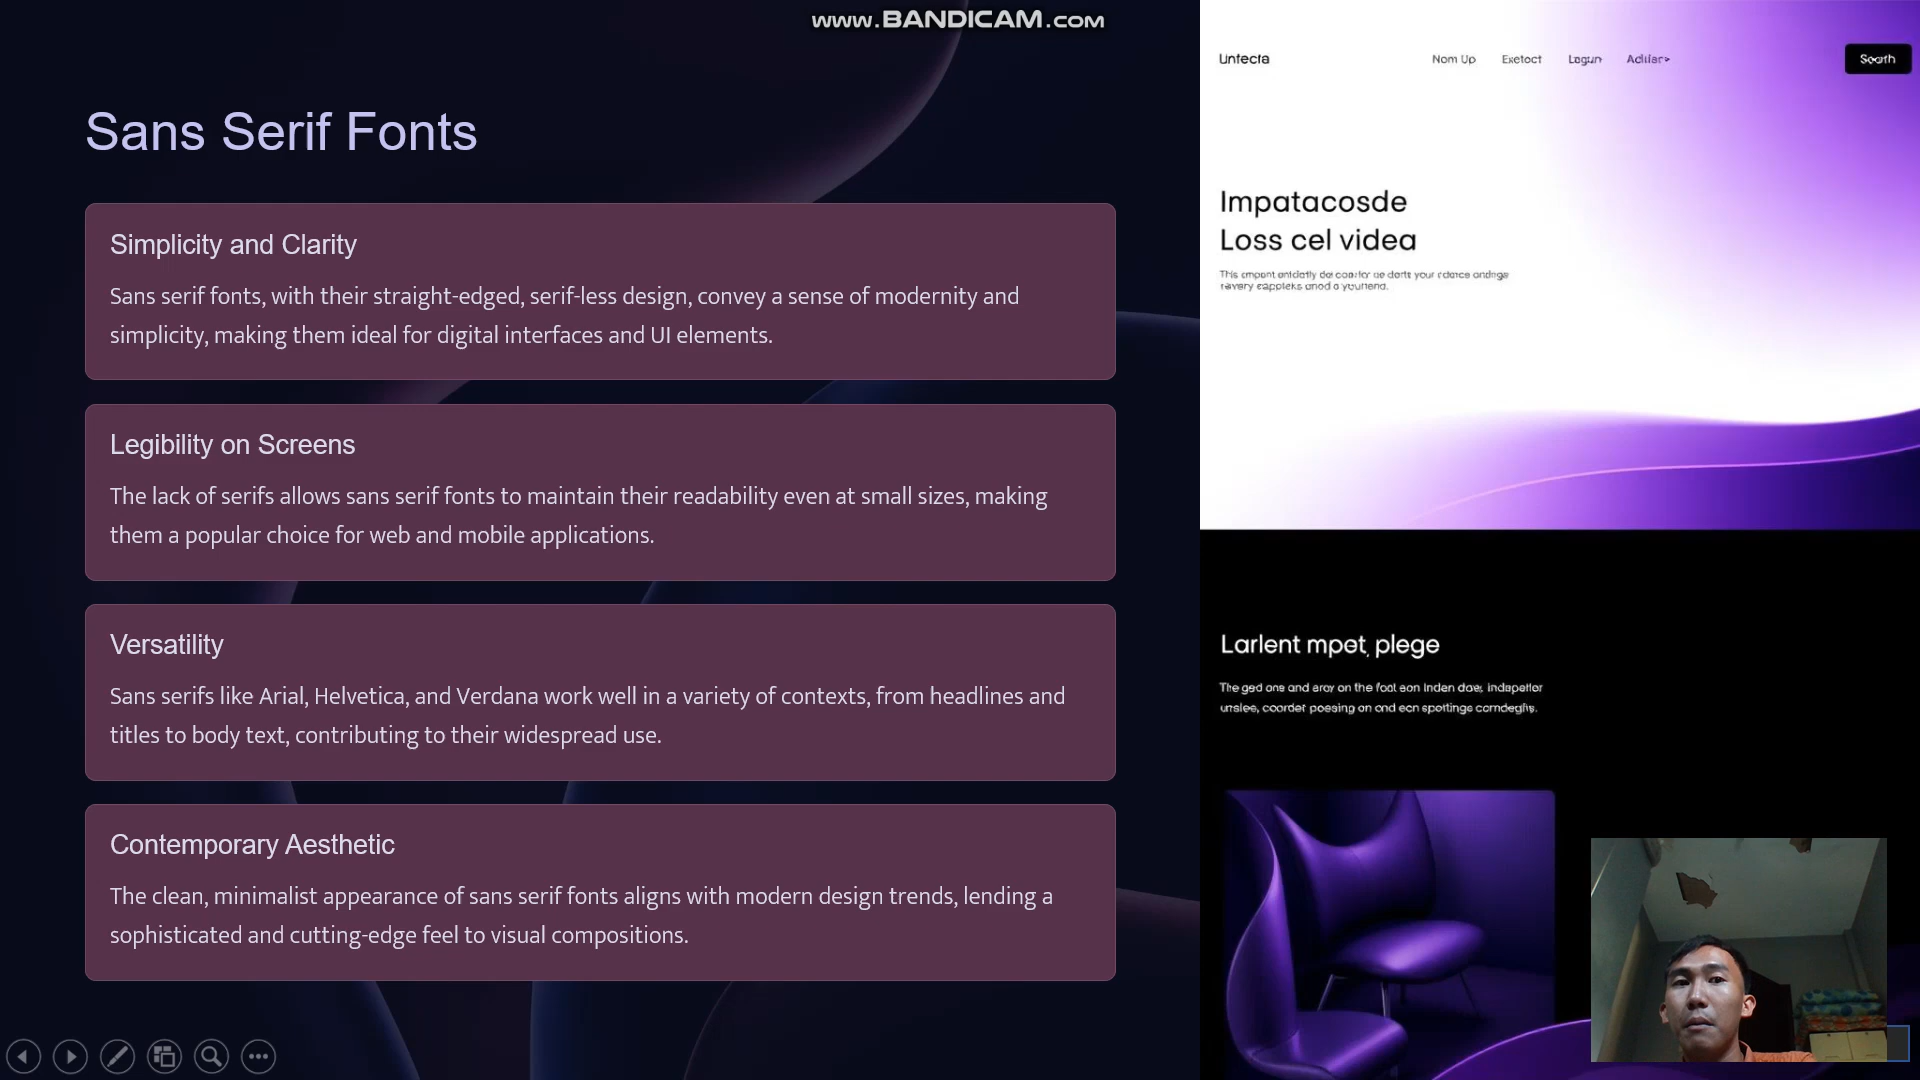 www.BANDICAM.com
Sans Serif Fonts
Simplicity and Clarity
Sans serif fonts, with their straight-edged, serif-less design, convey a sense of modernity and
simplicity, making them ideal for digital interfaces and UI elements.
Legibility on Screens
The lack of serifs allows sans serif fonts to maintain their readability even at small sizes, making
them a popular choice for web and mobile applications.
Versatility
Sans serifs like Arial, Helvetica, and Verdana work well in a variety of contexts, from headlines and
titles to body text, contributing to their widespread use.
Contemporary Aesthetic
The clean, minimalist appearance of sans serif fonts aligns with modern design trends, lending a
sophisticated and cutting-edge feel to visual compositions.
Nom Up
Impatacosde
Loss cel videa
Larlent mpet, plege